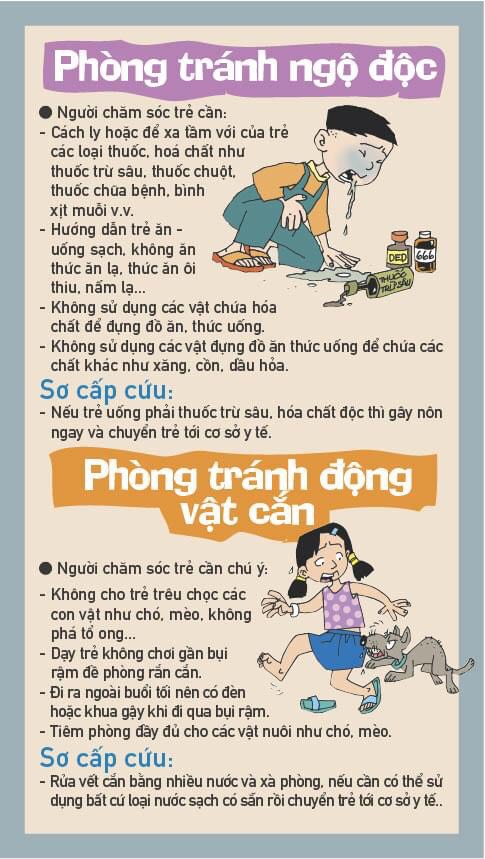 Phòng tránh ngộ độc
● Người chăm sóc trẻ cần:
- Cách ly hoặc để xa tầm với của trẻ
các loại thuốc, hoá chất như
thuốc trừ sâu, thuốc chuột,
thuốc chữa bệnh, bình
xịt muỗi v.v.
- Hướng dẫn trẻ ăn -
uống sạch, không ăn
thức ăn lạ, thức ăn ôi
thiu, nấm lạ...
DED
666
THUỐC
TRỪ SÂU
- Không sử dụng các vật chứa hóa
chất để đựng đồ ăn, thức uống.
- Không sử dụng các vật đựng đồ ăn thức uống để chứa các
chất khác như xăng, cồn, dầu hỏa.
Sơ cấp cứu:
- Nếu trẻ uống phải thuốc trừ sâu, hóa chất độc thì gây nôn
ngay và chuyển trẻ tới cơ sở y tế.
Phòng tránh động
vật cắn
● Người chăm sóc trẻ cần chú ý:
- Không cho trẻ trêu chọc các
con vật như chó, mèo, không
phá tổ ong...
- Dạy trẻ không chơi gần bụi
rậm đề phòng rắn cắn.
- Đi ra ngoài buổi tối nên có đèn
hoặc khua gậy khi đi qua bụi rậm.
- Tiêm phòng đầy đủ cho các vật nuôi như chó, mèo.
Sơ cấp cứu:
- Rửa vết cắn bằng nhiều nước và xà phòng, nếu cần có thể sử
dụng bất cứ loại nước sạch có sẵn rồi chuyển trẻ tới cơ sở y tế..